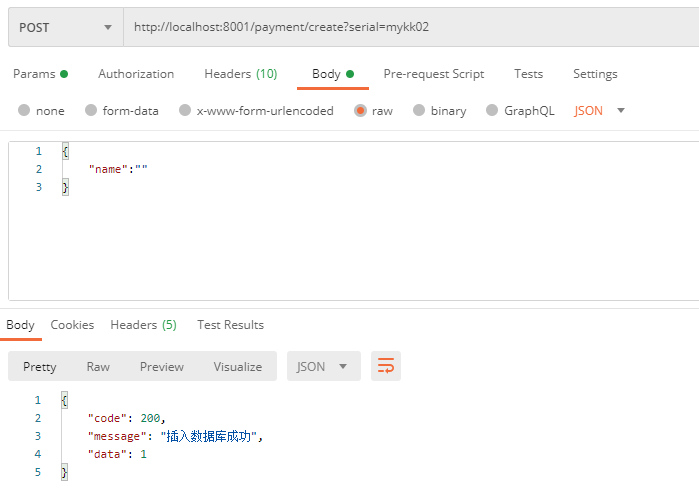 POST http://localhost:8001/payment/create?serial=mykk02
Params Authorization Headers (10) Body Pre-request Script Tests Settings
none form-data x-www-form-urlencoded raw binary GraphQL JSON
1 {
2 "name":""
3 }
Body Cookies Headers (5) Test Results
Pretty Raw Preview Visualize JSON
1 {
2 "code": 200,
3 "message": "插入数据库成功",
4 "data": 1
5 }